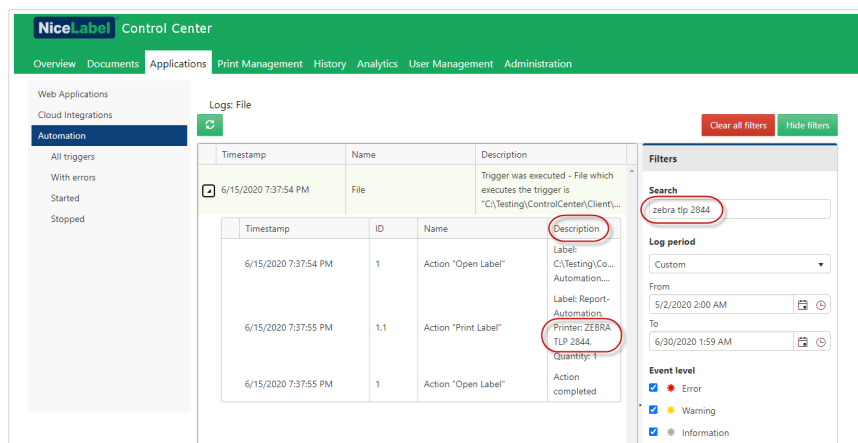 NiceLabel Control Center
Overview Documents Applications Print Management History Analytics User Management Administration
Web Applications
Cloud Integrations
Automation
All triggers
With errors
Started
Stopped
Logs: File
Clear all filters Hide filters
Timestamp Name Description
6/15/2020 7:37:54 PM File Trigger was executed - File which
executes the trigger is
"C:\Testing\ControlCenter\Client\,...
Timestamp ID Name Description
6/15/2020 7:37:54 PM 1 Action "Open Label" Label:
C:\Testing\Co...
Automation....
6/15/2020 7:37:55 PM 1.1 Action "Print Label" Label: Report-
Automation,
Printer: ZEBRA
TLP 2844,
Quantity: 1
6/15/2020 7:37:55 PM 1 Action "Open Label" Action
completed
Filters
Search
zebra tlp 2844
Log period
Custom
From
5/2/2020 2:00 AM
To
6/30/2020 1:59 AM
Event level
Error
Warning
Information